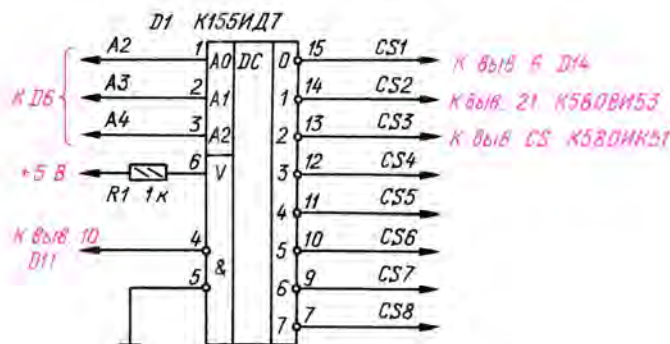 D1 К155ИД7
A2 1 A0 DC 0 15 CS1 К выв 6 D14
A3 2 A1 1 14 CS2 К выв. 21 К580ВИ53
К D6
A4 3 A2 2 13 CS3 К выв CS К580ИК51
+5 В 6 V 3 12 CS4
R1 1к
4 11 CS5
К выв. 10 4 5 10 CS6
D11
& 5 6 9 CS7
7 7 CS8